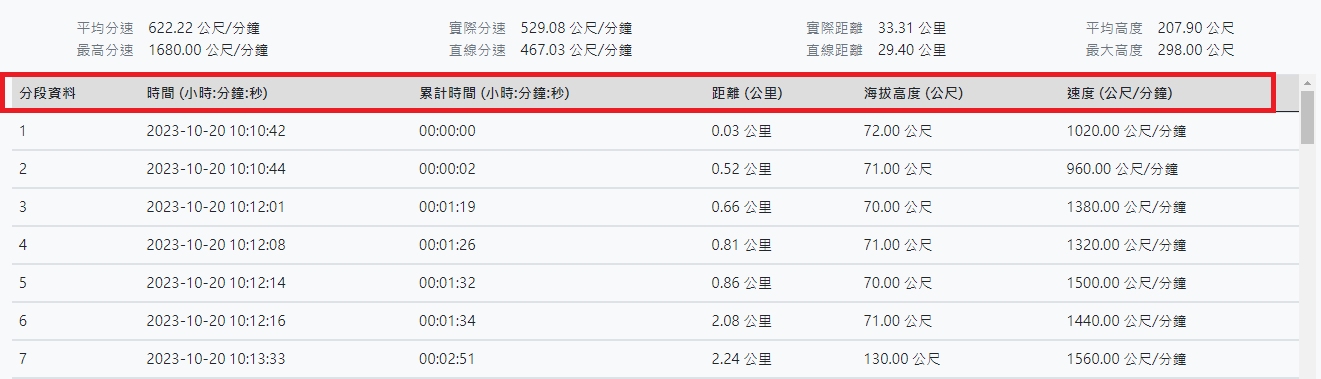 平均分速 622.22 公尺/分鐘 實際分速 529.08 公尺/分鐘 實際距離 33.31 公里 平均高度 207.90 公尺
最高分速 1680.00 公尺/分鐘 直線分速 467.03 公尺/分鐘 直線距離 29.40 公里 最大高度 298.00 公尺
分段資料 時間 (小時:分鐘:秒) 累計時間 (小時:分鐘:秒) 距離 (公里) 海拔高度 (公尺) 速度 (公尺/分鐘)
1 2023-10-20 10:10:42 00:00:00 0.03 公里 72.00 公尺 1020.00 公尺/分鐘
2 2023-10-20 10:10:44 00:00:02 0.52 公里 71.00 公尺 960.00 公尺/分鐘
3 2023-10-20 10:12:01 00:01:19 0.66 公里 70.00 公尺 1380.00 公尺/分鐘
4 2023-10-20 10:12:08 00:01:26 0.81 公里 71.00 公尺 1320.00 公尺/分鐘
5 2023-10-20 10:12:14 00:01:32 0.86 公里 70.00 公尺 1500.00 公尺/分鐘
6 2023-10-20 10:12:16 00:01:34 2.08 公里 71.00 公尺 1440.00 公尺/分鐘
7 2023-10-20 10:13:33 00:02:51 2.24 公里 130.00 公尺 1560.00 公尺/分鐘